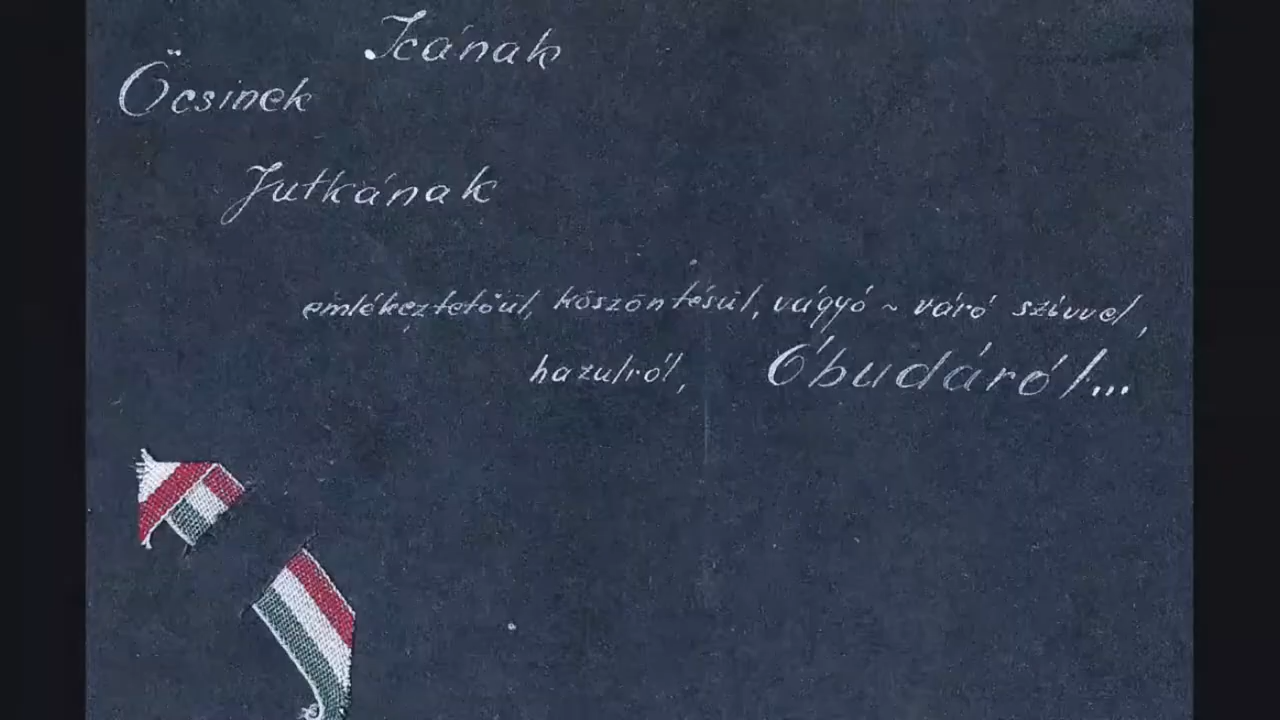 Icának
Öcsinek
Jutkának
emlékeztetőül, köszöntésül, vágyó ~ váró szívvel,
hazulról, Óbudáról...